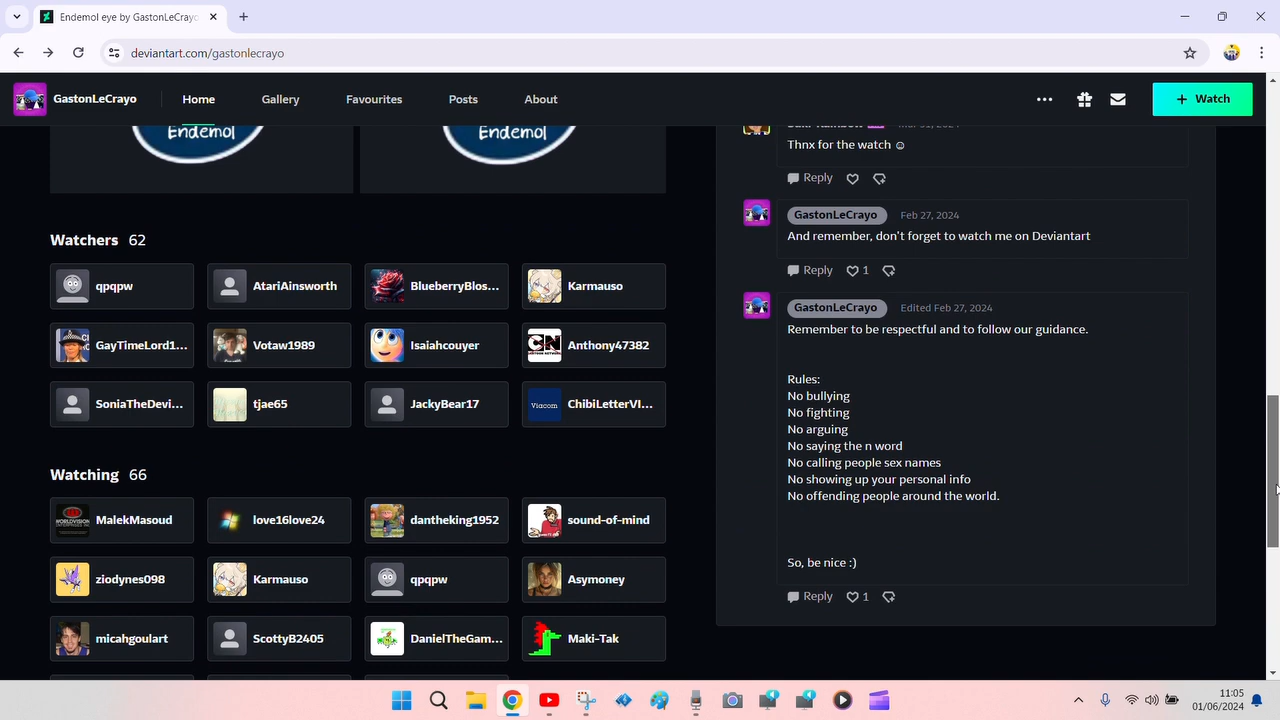 Endemol eye by GastonLeCrayo
deviantart.com/gastonlecrayo
GastonLeCrayo
Home
Gallery
Favourites
Posts
About
Watch
Endemol
Endemol
Thnx for the watch ☺
Reply
GastonLeCrayo
Feb 27, 2024
And remember, don't forget to watch me on Deviantart
Reply
1
GastonLeCrayo
Edited Feb 27, 2024
Remember to be respectful and to follow our guidance.
Rules:
No bullying
No fighting
No arguing
No saying the n word
No calling people sex names
No showing up your personal info
No offending people around the world.
So, be nice :)
Reply
1
Watchers 62
qpqpw
AtariAinsworth
BlueberryBlos...
Karmauso
GayTimeLord1...
Votaw1989
Isaiahcouyer
CN
Anthony47382
SoniaTheDevi...
tjae65
JackyBear17
Viacom
ChibiLetterVI...
Watching 66
MalekMasoud
love16love24
dantheking1952
sound-of-mind
ziodynes098
Karmauso
qpqpw
Asymoney
micahgoulart
ScottyB2405
DanielTheGam...
Maki-Tak
11:05
01/06/2024